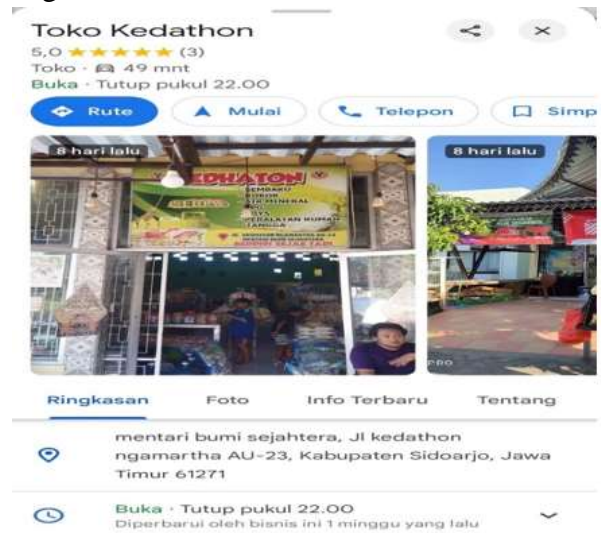 Toko Kedathon
5,0 ★★★★★ (3)
Toko · 49 mnt
Buka · Tutup pukul 22.00
Rute
Mulai
Telepon
Simp
8 hari lalu
8 hari lalu
KEDHATON
SEMBAKO
AIR MINERAL
PERALATAN RUMAH
TANGGA
PRO
Ringkasan
Foto
Info Terbaru
Tentang
mentari bumi sejahtera, Jl kedathon
ngamartha AU-23, Kabupaten Sidoarjo, Jawa
Timur 61271
Buka · Tutup pukul 22.00
Diperbarui oleh bisnis ini 1 minggu yang lalu